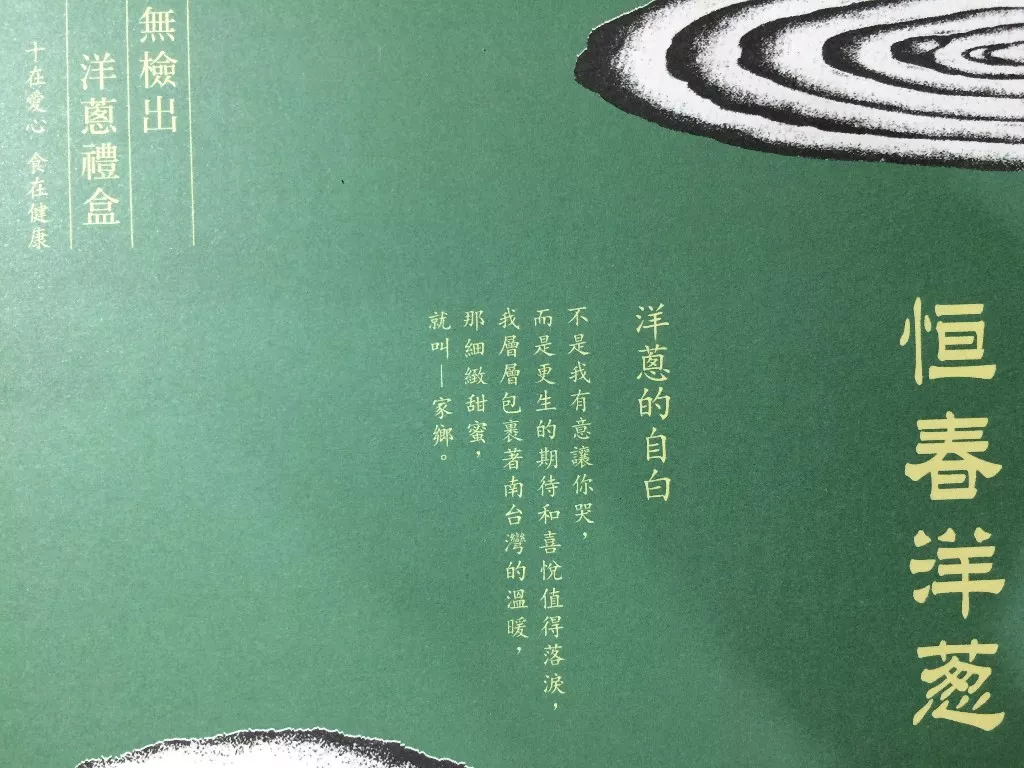 恒春洋葱
洋蔥的自白
不是我有意讓你哭，
而是更生的期待和喜悅值得落淚，
我層層包裹著南台灣的溫暖，
那細緻甜蜜，
就叫—家鄉。
無檢出
洋蔥禮盒
十在愛心 食在健康